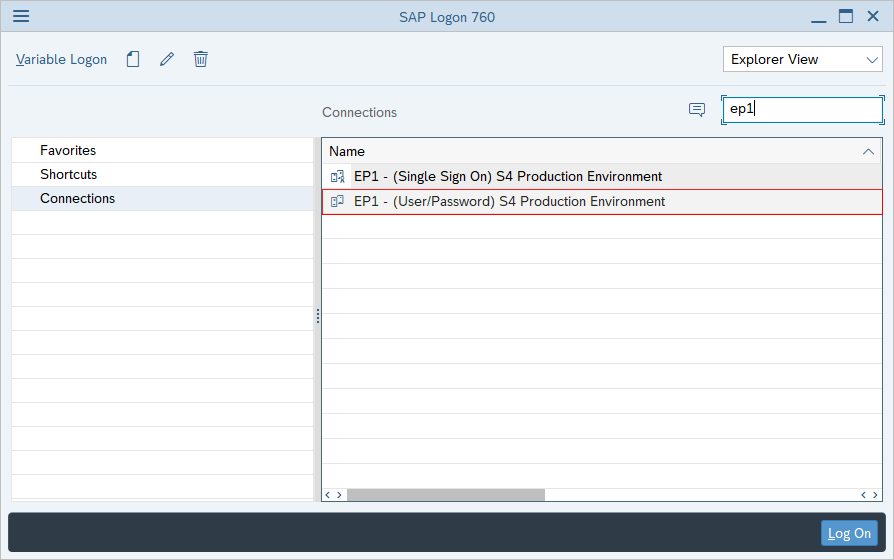 SAP Logon 760
Variable Logon
Explorer View
Connections
ep1
Favorites
Shortcuts
Connections
Name
EP1 - (Single Sign On) S4 Production Environment
EP1 - (User/Password) S4 Production Environment
Log On